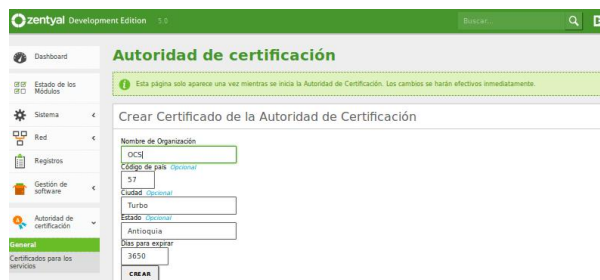 zentyal Development Edition 5.0
Buscar...
Dashboard
Estado de los Módulos
Sistema
Red
Registros
Gestión de software
Autoridad de certificación
General
Certificados para los servicios
Autoridad de certificación
Esta página solo aparece una vez mientras se inicia la Autoridad de Certificación. Los cambios se harán efectivos inmediatamente.
Crear Certificado de la Autoridad de Certificación
Nombre de Organización
OCS
Código de país Opcional
57
Ciudad Opcional
Turbo
Estado Opcional
Antioquia
Días para expirar
3650
CREAR